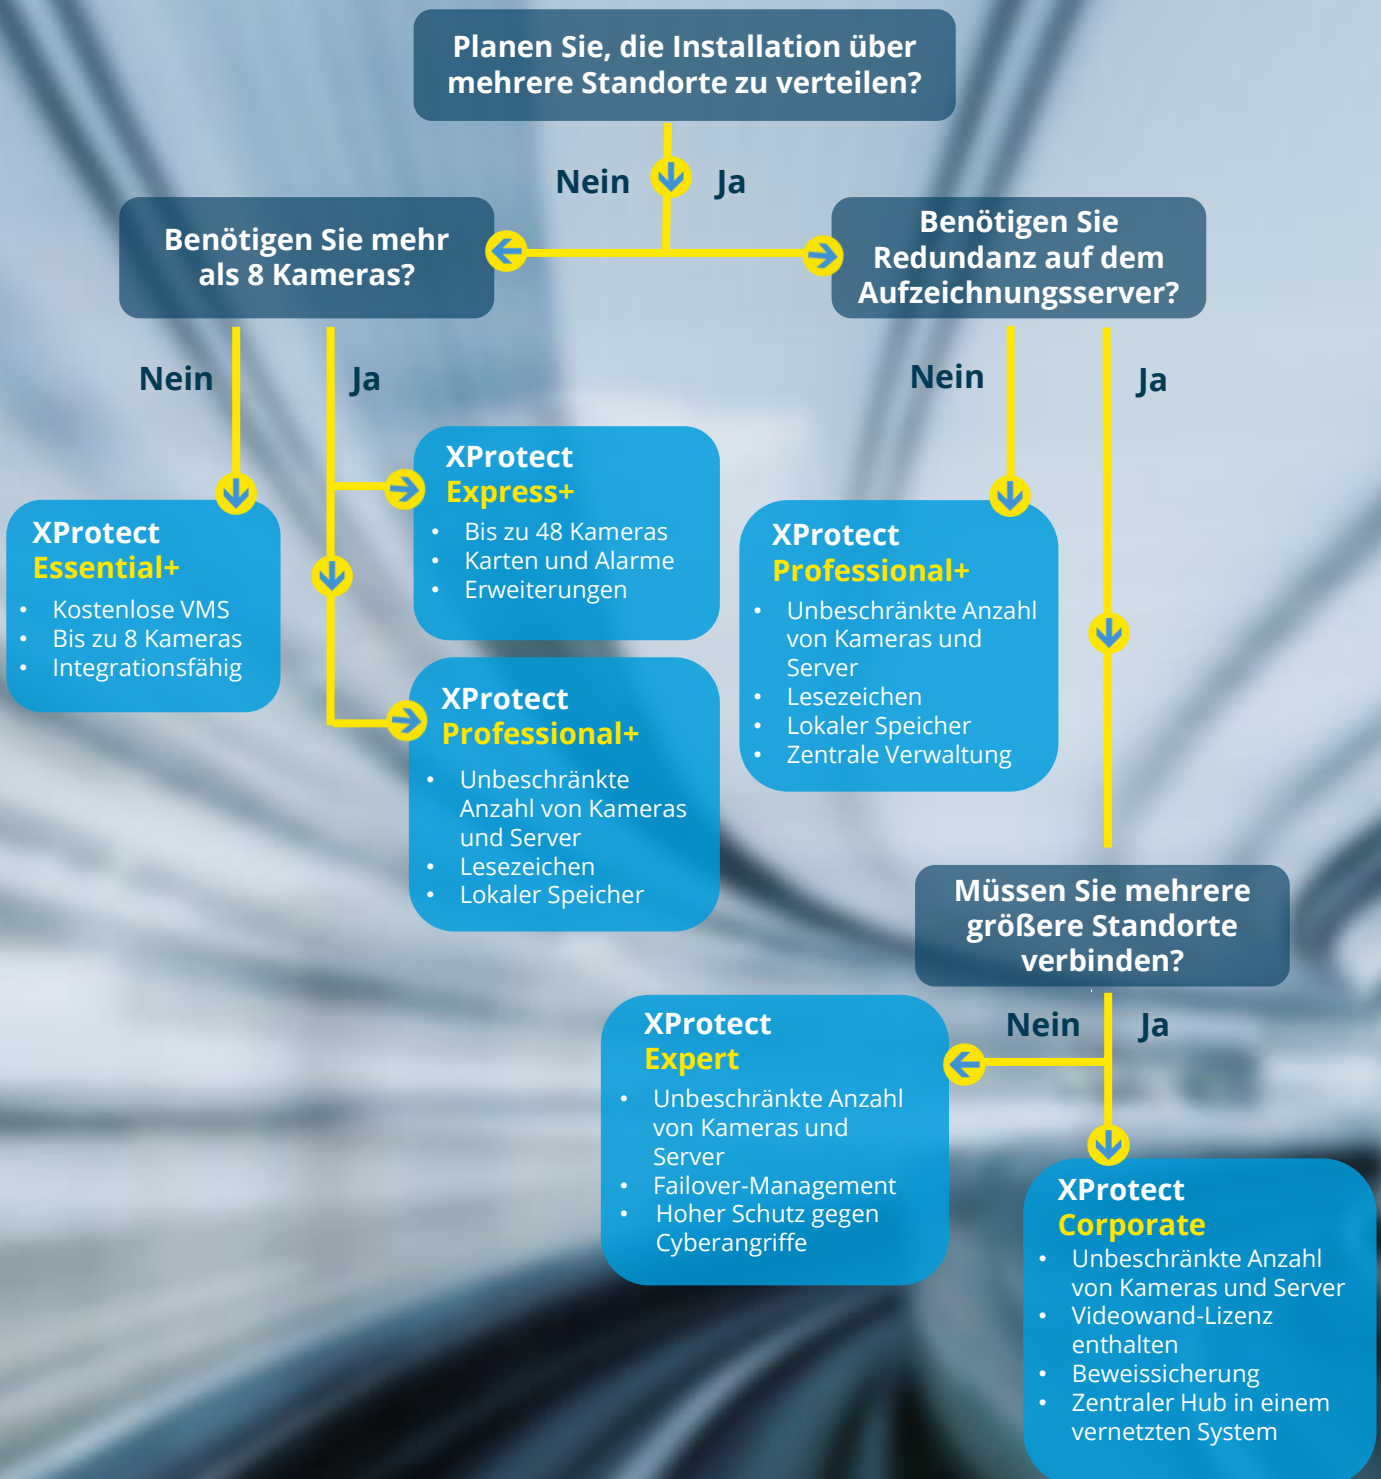 Planen Sie, die Installation über
mehrere Standorte zu verteilen?
Nein
Ja
Benötigen Sie mehr
als 8 Kameras?
Benötigen Sie
Redundanz auf dem
Aufzeichnungsserver?
Nein
Ja
Nein
Ja
XProtect
Essential+
• Kostenlose VMS
• Bis zu 8 Kameras
• Integrationsfähig
XProtect
Express+
• Bis zu 48 Kameras
• Karten und Alarme
• Erweiterungen
XProtect
Professional+
• Unbeschränkte
Anzahl von Kameras
und Server
• Lesezeichen
• Lokaler Speicher
XProtect
Professional+
• Unbeschränkte Anzahl
von Kameras und
Server
• Lesezeichen
• Lokaler Speicher
• Zentrale Verwaltung
Müssen Sie mehrere
größere Standorte
verbinden?
Nein
Ja
XProtect
Expert
• Unbeschränkte Anzahl
von Kameras und
Server
• Failover-Management
• Hoher Schutz gegen
Cyberangriffe
XProtect
Corporate
• Unbeschränkte Anzahl
von Kameras und Server
• Videowand-Lizenz
enthalten
• Beweissicherung
• Zentraler Hub in einem
vernetzten System